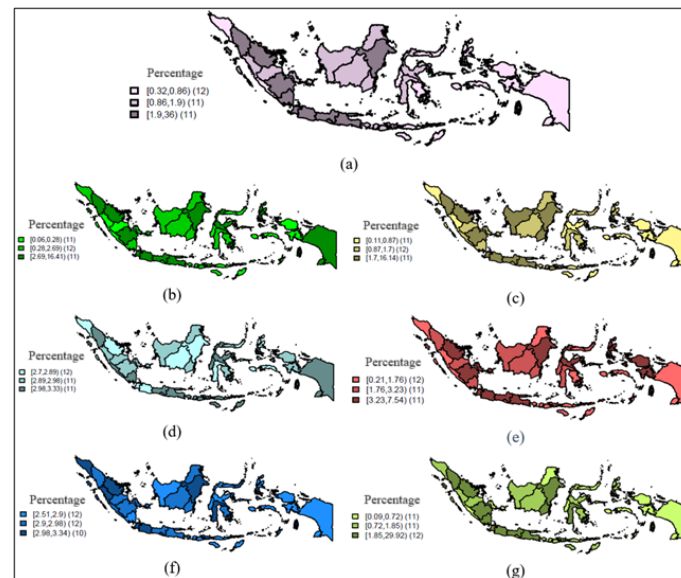 Percentage
[0.32,0.86) (12)
[0.86,1.9) (11)
[1.9,36) (11)
(a)
Percentage
[0.06,0.28) (11)
[0.28,2.69) (12)
[2.69,16.41) (11)
(b)
Percentage
[0.11,0.87) (11)
[0.87,1.7) (12)
[1.7,16.14) (11)
(c)
Percentage
[2.7,2.89) (12)
[2.89,2.98) (11)
[2.98,3.33) (11)
(d)
Percentage
[0.21,1.76) (12)
[1.76,3.23) (11)
[3.23,7.54) (11)
(e)
Percentage
[2.51,2.9) (12)
[2.9,2.98) (12)
[2.98,3.34) (10)
(f)
Percentage
[0.09,0.72) (11)
[0.72,1.85) (11)
[1.85,29.92) (12)
(g)